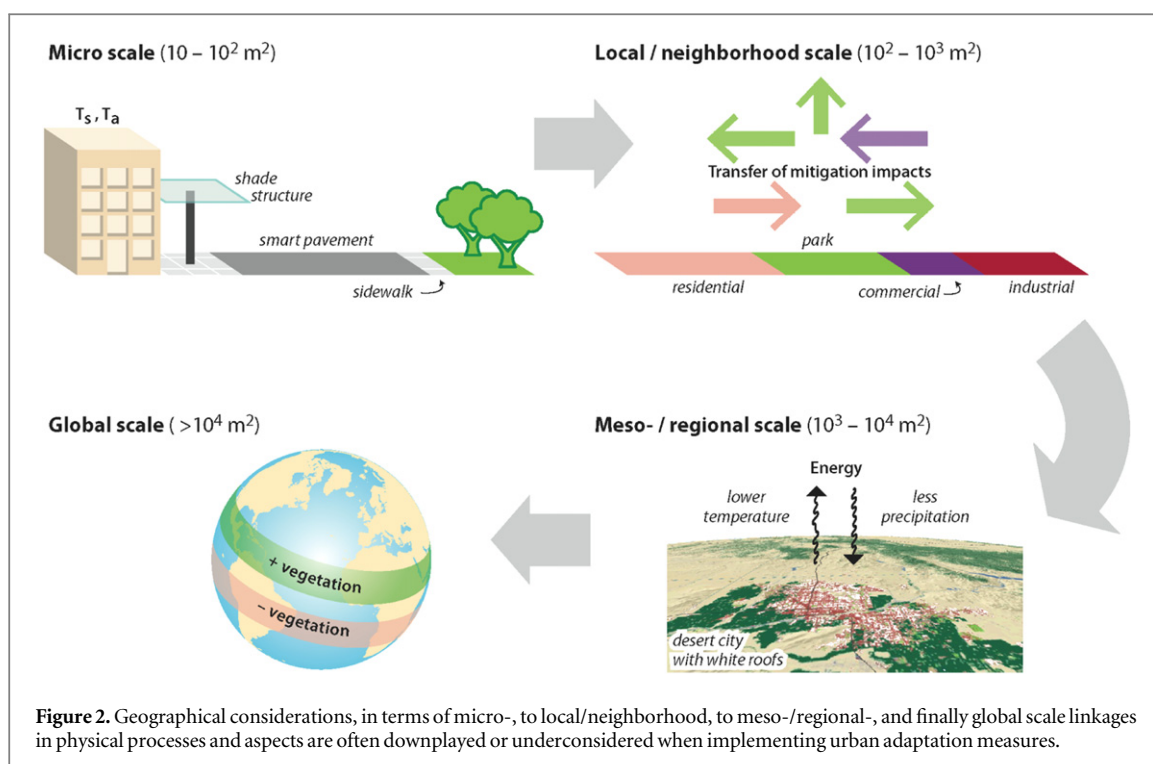 Micro scale (10 – 10² m²)
Tₛ , Tₐ
shade
structure
smart pavement
sidewalk
Local / neighborhood scale (10² – 10³ m²)
Transfer of mitigation impacts
park
residential
commercial
industrial
Global scale ( >10⁴ m²)
+ vegetation
– vegetation
Meso- / regional scale (10³ – 10⁴ m²)
Energy
lower
temperature
less
precipitation
desert city
with white roofs
Figure 2. Geographical considerations, in terms of micro-, to local/neighborhood, to meso-/regional-, and finally global scale linkages
in physical processes and aspects are often downplayed or underconsidered when implementing urban adaptation measures.